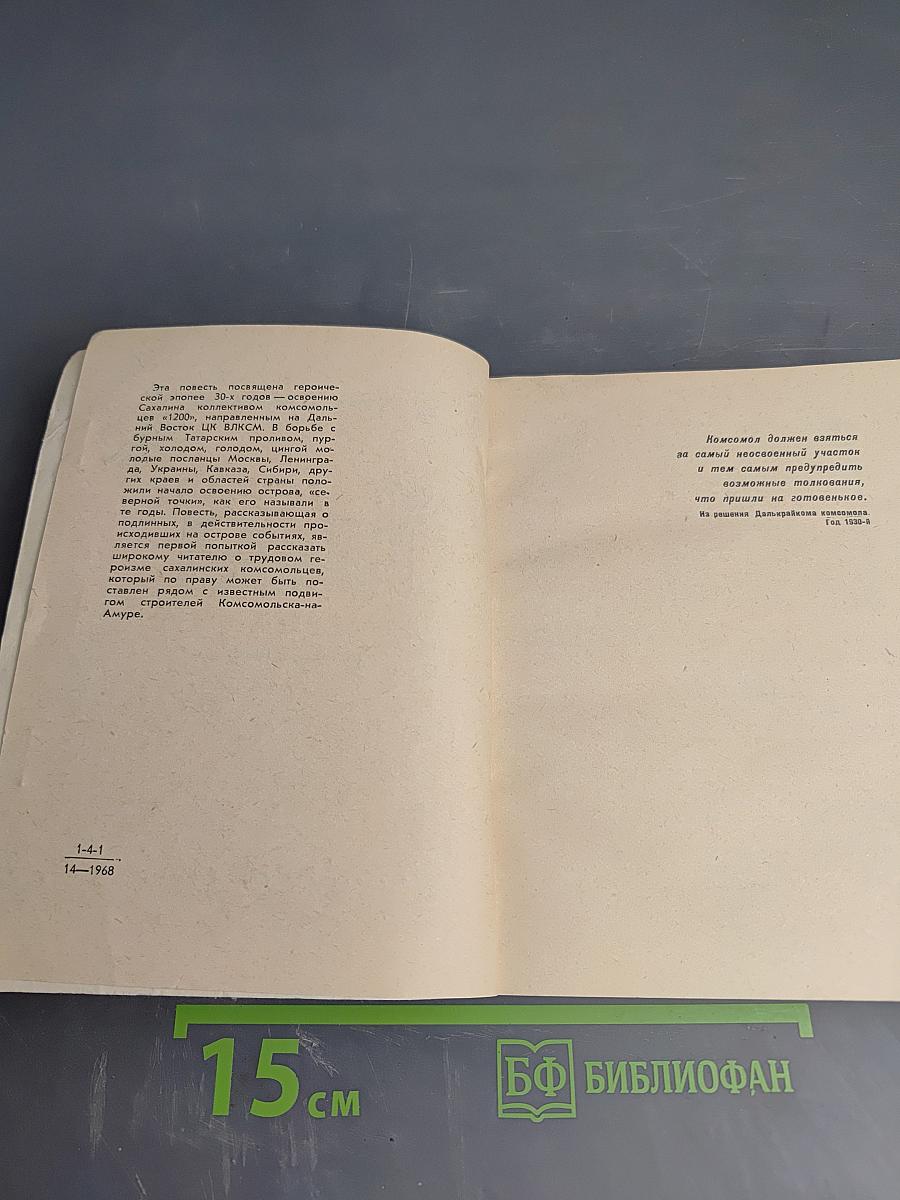 Эта повесть посвящена героиче-
ской эпопее 30-х годов — освоению
Сахалина коллективом комсомоль-
цев «1200», направленным на Даль-
ний Восток ЦК ВЛКСМ. В борьбе с
бурным Татарским проливом, пур-
гой, холодом, голодом, цингой мо-
лодые посланцы Москвы, Ленингра-
да, Украины, Кавказа, Сибири, дру-
гих краев и областей страны поло-
жили начало освоению острова, «се-
верной точки», как его называли в
те годы. Повесть, рассказывающая о
подлинных, в действительности про-
исходивших на острове событиях, яв-
ляется первой попыткой рассказать
широкому читателю о трудовом ге-
роизме сахалинских комсомольцев,
который по праву может быть по-
ставлен рядом с известным подви-
гом строителей Комсомольска-на-
Амуре.
1-4-1
14—1968
Комсомол должен взяться
за самый неосвоенный участок
и тем самым предупредить
возможные толкования,
что пришли на готовенькое.
Из решения Далькрайкома комсомола.
Год 1930-й
15 см
БФ БИБЛИОФАН